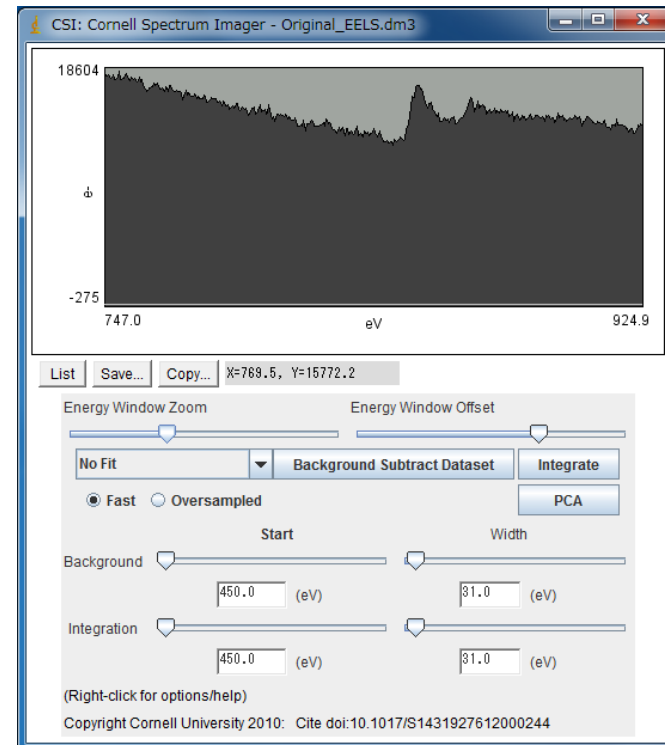 CSI: Cornell Spectrum Imager - Original_EELS.dm3
18604
-275
747.0
eV
924.9
List Save... Copy... X=769.5, Y=15772.2
Energy Window Zoom Energy Window Offset
No Fit Background Subtract Dataset Integrate
Fast Oversampled PCA
Start Width
Background
450.0 (eV) 31.0 (eV)
Integration
450.0 (eV) 31.0 (eV)
(Right-click for options/help)
Copyright Cornell University 2010: Cite doi:10.1017/S1431927612000244